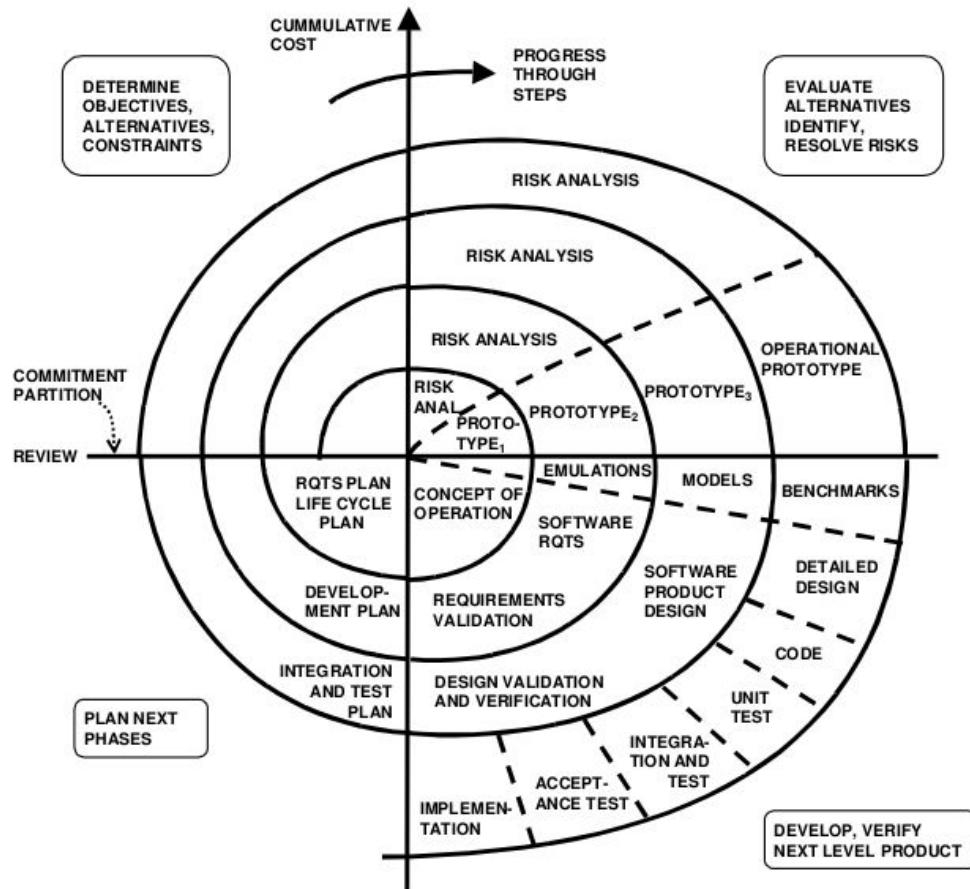 CUMMULATIVE
COST
PROGRESS
THROUGH
STEPS
DETERMINE
OBJECTIVES,
ALTERNATIVES,
CONSTRAINTS
EVALUATE
ALTERNATIVES
IDENTIFY,
RESOLVE RISKS
RISK ANALYSIS
RISK ANALYSIS
RISK ANALYSIS
RISK
ANAL.
COMMITMENT
PARTITION
REVIEW
PROTO-
TYPE1
PROTOTYPE2
PROTOTYPE3
OPERATIONAL
PROTOTYPE
EMULATIONS
MODELS
BENCHMARKS
RQTS PLAN
LIFE CYCLE
PLAN
CONCEPT OF
OPERATION
SOFTWARE
RQTS
SOFTWARE
PRODUCT
DESIGN
DETAILED
DESIGN
DEVELOP-
MENT PLAN
REQUIREMENTS
VALIDATION
CODE
INTEGRATION
AND TEST
PLAN
DESIGN VALIDATION
AND VERIFICATION
UNIT
TEST
PLAN NEXT
PHASES
INTEGRA-
TION AND
TEST
ACCEPT-
ANCE TEST
IMPLEMEN-
TATION
DEVELOP, VERIFY
NEXT LEVEL PRODUCT